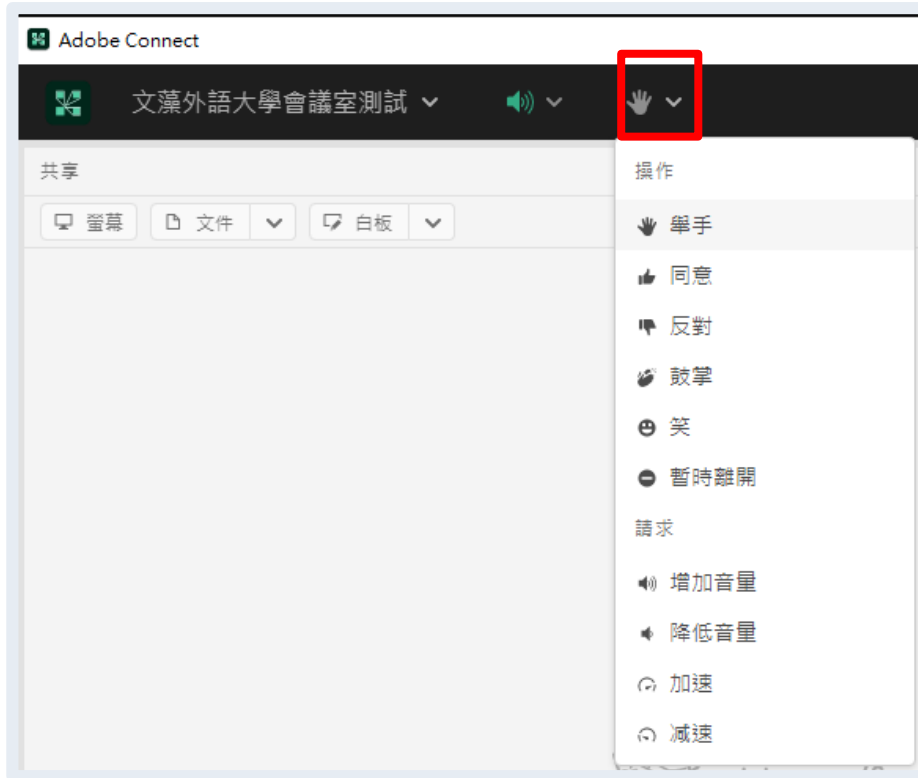 Adobe Connect
文藻外語大學會議室測試
共享
操作
螢幕 文件 白板
舉手
同意
反對
鼓掌
笑
暫時離開
請求
增加音量
降低音量
加速
减速